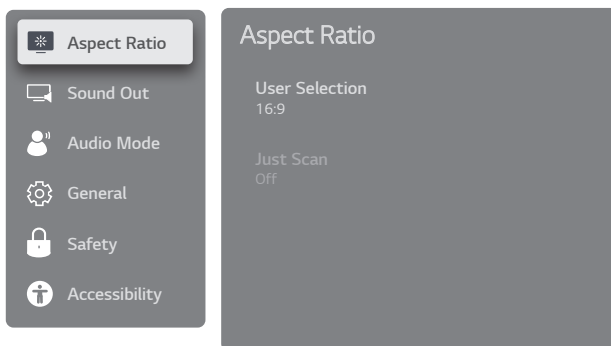 Aspect Ratio
Sound Out
Audio Mode
General
Safety
Accessibility
Aspect Ratio
User Selection
16:9
Just Scan
Off